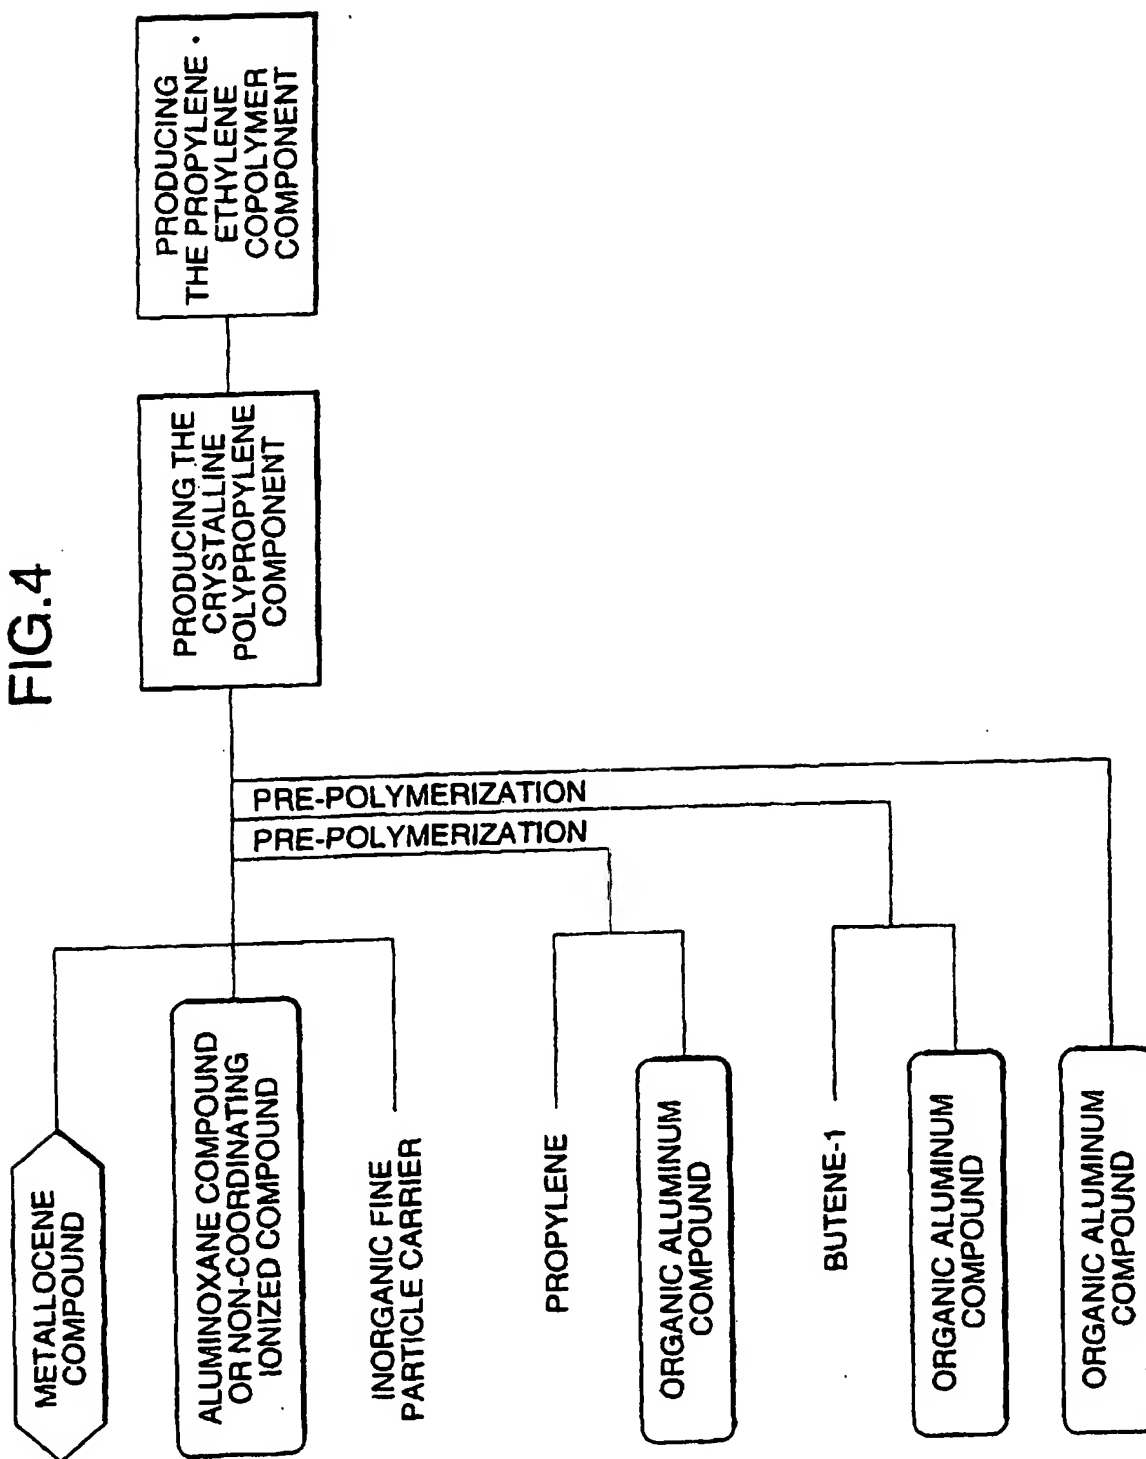 FIG.4
METALLOCENE
COMPOUND
ALUMINOXANE COMPOUND
OR NON-COORDINATING
IONIZED COMPOUND
INORGANIC FINE
PARTICLE CARRIER
PROPYLENE
ORGANIC ALUMINUM
COMPOUND
BUTENE-1
ORGANIC ALUMINUM
COMPOUND
ORGANIC ALUMINUM
COMPOUND
PRE-POLYMERIZATION
PRE-POLYMERIZATION
PRODUCING THE
CRYSTALLINE
POLYPROPYLENE
COMPONENT
PRODUCING
THE PROPYLENE ·
ETHYLENE
COPOLYMER
COMPONENT